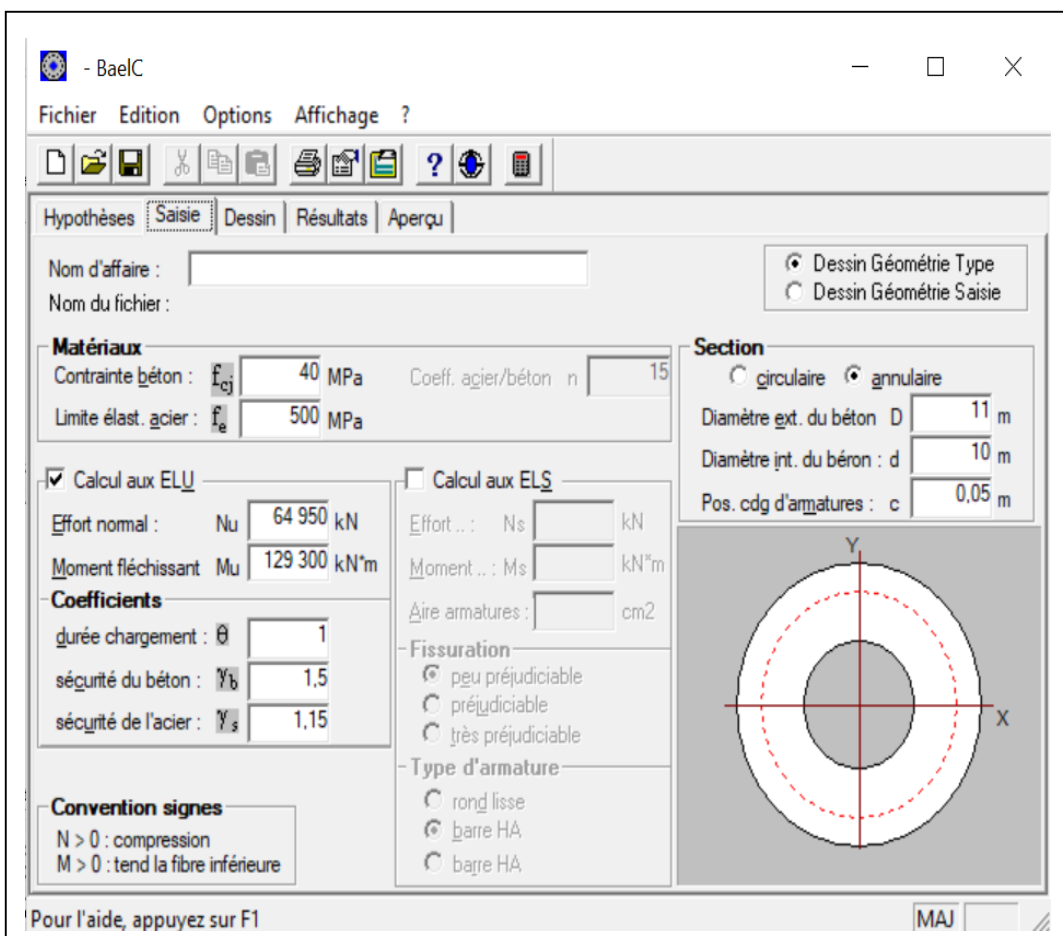 - BaelC
Fichier Edition Options Affichage ?
Hypothèses Saisie Dessin Résultats Aperçu
Nom d'affaire :
Nom du fichier :
Dessin Géométrie Type
Dessin Géométrie Saisie
Matériaux
Contrainte béton : fcj 40 MPa Coeff. acier/béton n 15
Limite élast. acier : fe 500 MPa
Section
circulaire annulaire
Diamètre ext. du béton D 11 m
Diamètre int. du béron : d 10 m
Pos. cdg d'armatures : c 0,05 m
Calcul aux ELU
Effort normal : Nu 64 950 kN
Moment fléchissant Mu 129 300 kN*m
Coefficients
durée chargement : θ 1
sécurité du béton : γb 1,5
sécurité de l'acier : γs 1,15
Calcul aux ELS
Effort .. : Ns kN
Moment .. : Ms kN*m
Aire armatures : cm2
Fissuration
peu préjudiciable
préjudiciable
très préjudiciable
Type d'armature
rond lisse
barre HA
barre HA
Y
X
Convention signes
N > 0 : compression
M > 0 : tend la fibre inférieure
Pour l'aide, appuyez sur F1 MAJ